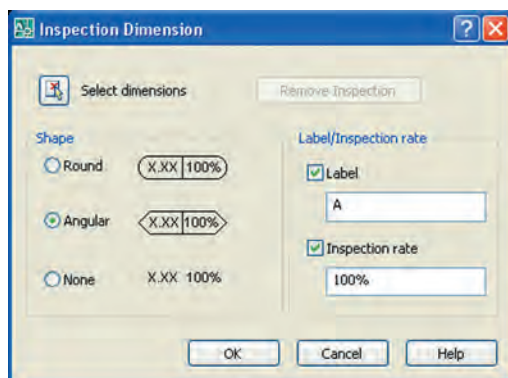 Inspection Dimension
Select dimensions
Remove Inspection
Shape
Label/Inspection rate
Round
X.XX 100%
Label
A
Angular
X.XX 100%
Inspection rate
100%
None
X.XX 100%
OK
Cancel
Help